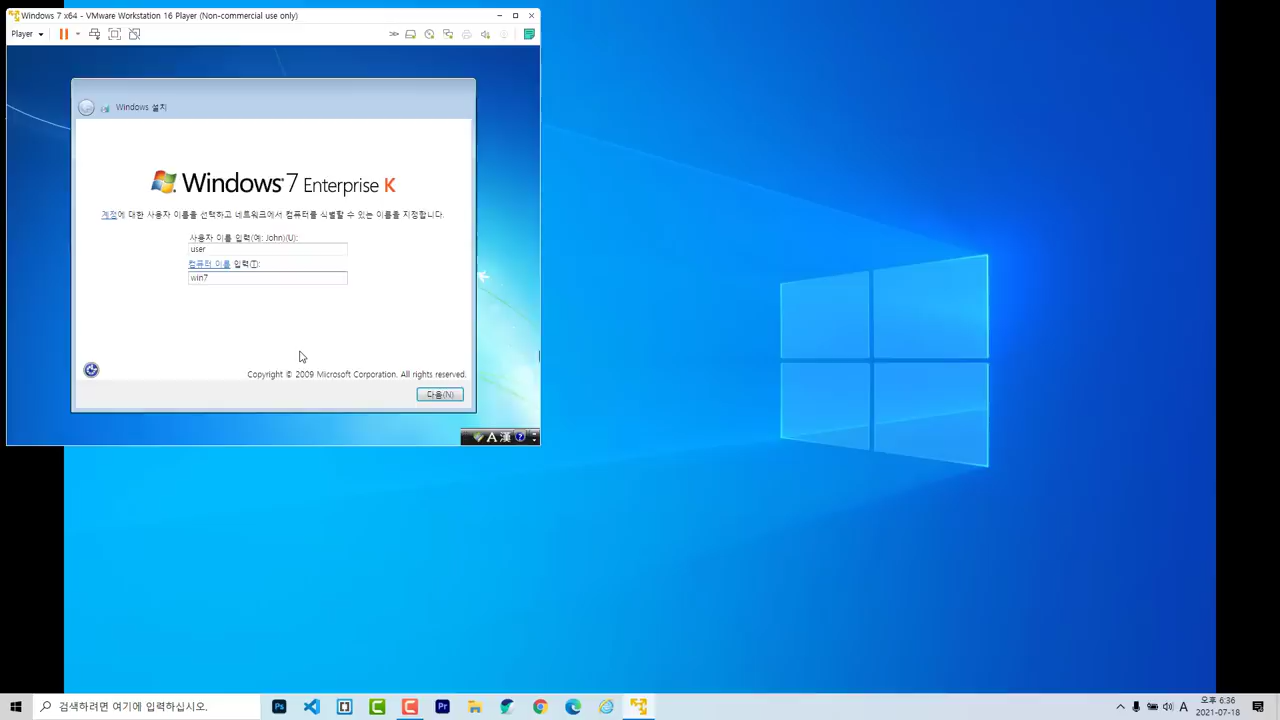 Windows 7 x64 - VMware Workstation 16 Player (Non-commercial use only)
Player
Windows 설치
Windows 7 Enterprise K
계정에 대한 사용자 이름을 선택하고 네트워크에서 컴퓨터를 식별할 수 있는 이름을 지정합니다.
사용자 이름 입력(예: John)(U):
user
컴퓨터 이름 입력(T):
win7
Copyright © 2009 Microsoft Corporation. All rights reserved.
다음(N)
A 漢
검색하려면 여기에 입력하십시오.
Ps
Pr
A
오후 6:36
2021-07-18